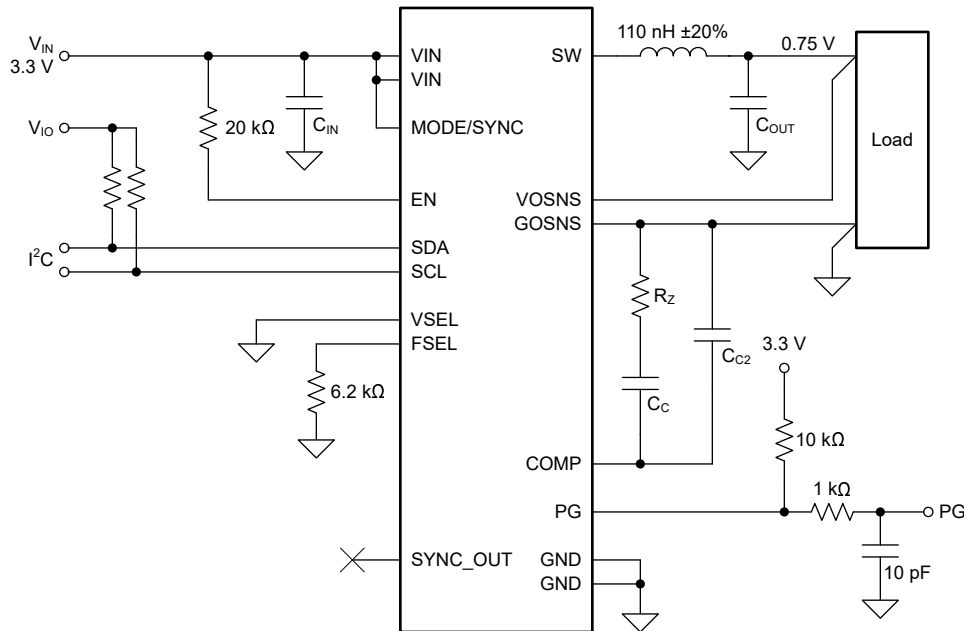 V_IN
3.3 V
V_IO
I²C
20 kΩ
C_IN
6.2 kΩ
VIN
VIN
MODE/SYNC
EN
SDA
SCL
VSEL
FSEL
SYNC_OUT
SW
VOSNS
GOSNS
COMP
PG
GND
GND
110 nH ±20%
0.75 V
C_OUT
Load
R_Z
C_C
C_C2
3.3 V
10 kΩ
1 kΩ
PG
10 pF